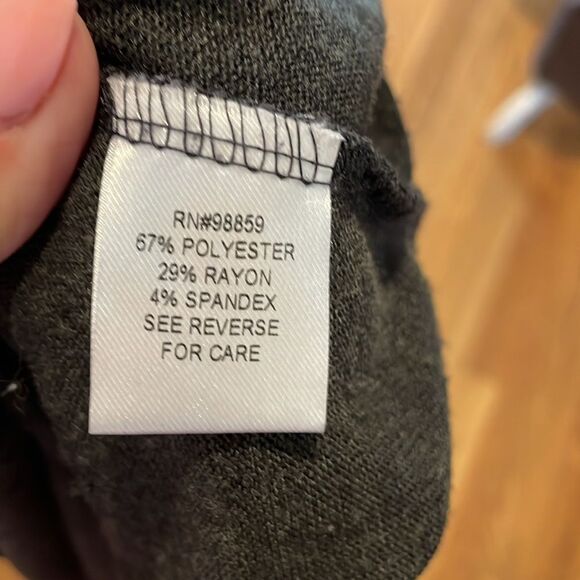 RN#98859
67% POLYESTER
29% RAYON
4% SPANDEX
SEE REVERSE
FOR CARE